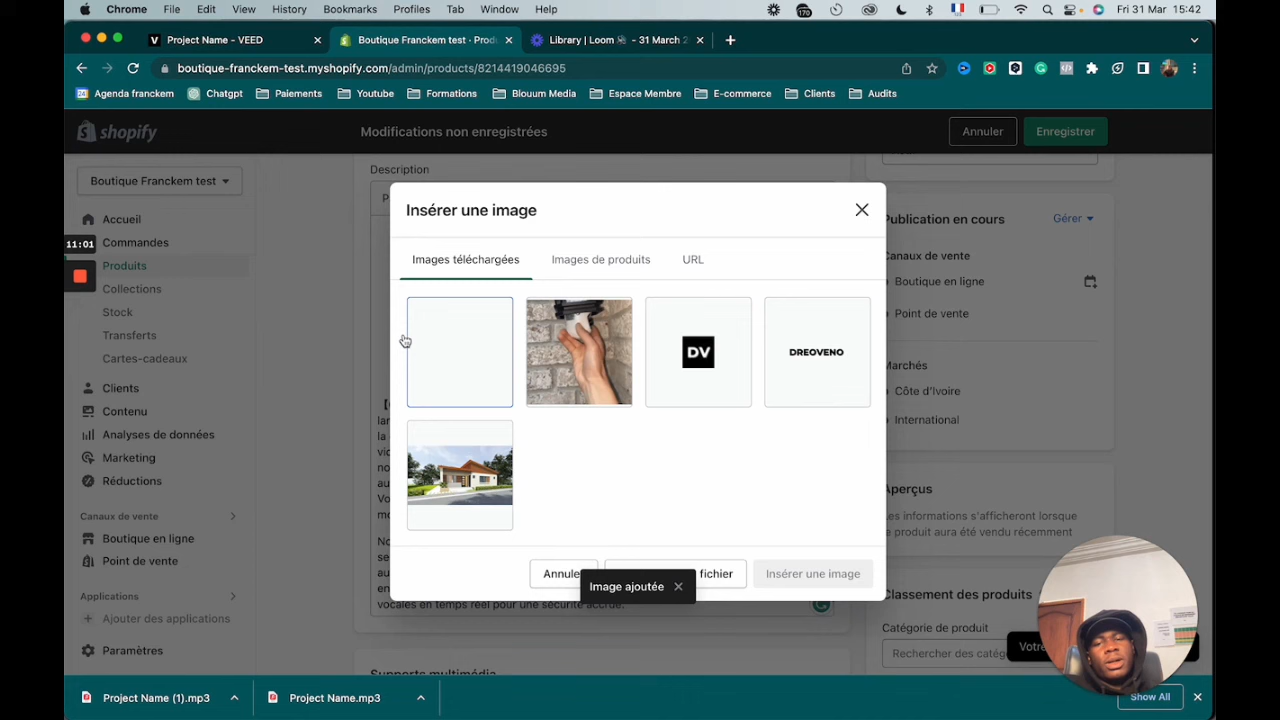 Chrome File Edit View History Bookmarks Profiles Tab Window Help 170 Fri 31 Mar 15:42
Project Name - VEED
Boutique Franckem test · Prod
Library | Loom - 31 March 2
boutique-franckem-test.myshopify.com/admin/products/8214419046695
Agenda franckem Chatgpt Paiements Youtube Formations Blouum Media Espace Membre E-commerce Clients Audits
shopify
Modifications non enregistrées
Annuler
Enregistrer
Boutique Franckem test
Accueil
Commandes
11:01
Produits
Collections
Stock
Transferts
Cartes-cadeaux
Clients
Contenu
Analyses de données
Marketing
Réductions
Canaux de vente
Boutique en ligne
Point de vente
Applications
Ajouter des applications
Paramètres
Description
Insérer une image
Images téléchargées
Images de produits
URL
DV
DREOVENO
Annule
fichier
Insérer une image
Image ajoutée
vocales en temps réel pour une sécurité accrue.
Supports multimédia
Publication en cours
Gérer
Canaux de vente
Boutique en ligne
Point de vente
Marchés
Côte d'Ivoire
International
Aperçus
Les informations s'afficheront lorsque
le produit aura été vendu récemment
Classement des produits
Catégorie de produit
Rechercher des catég
Votre
Project Name (1).mp3
Project Name.mp3
Show All